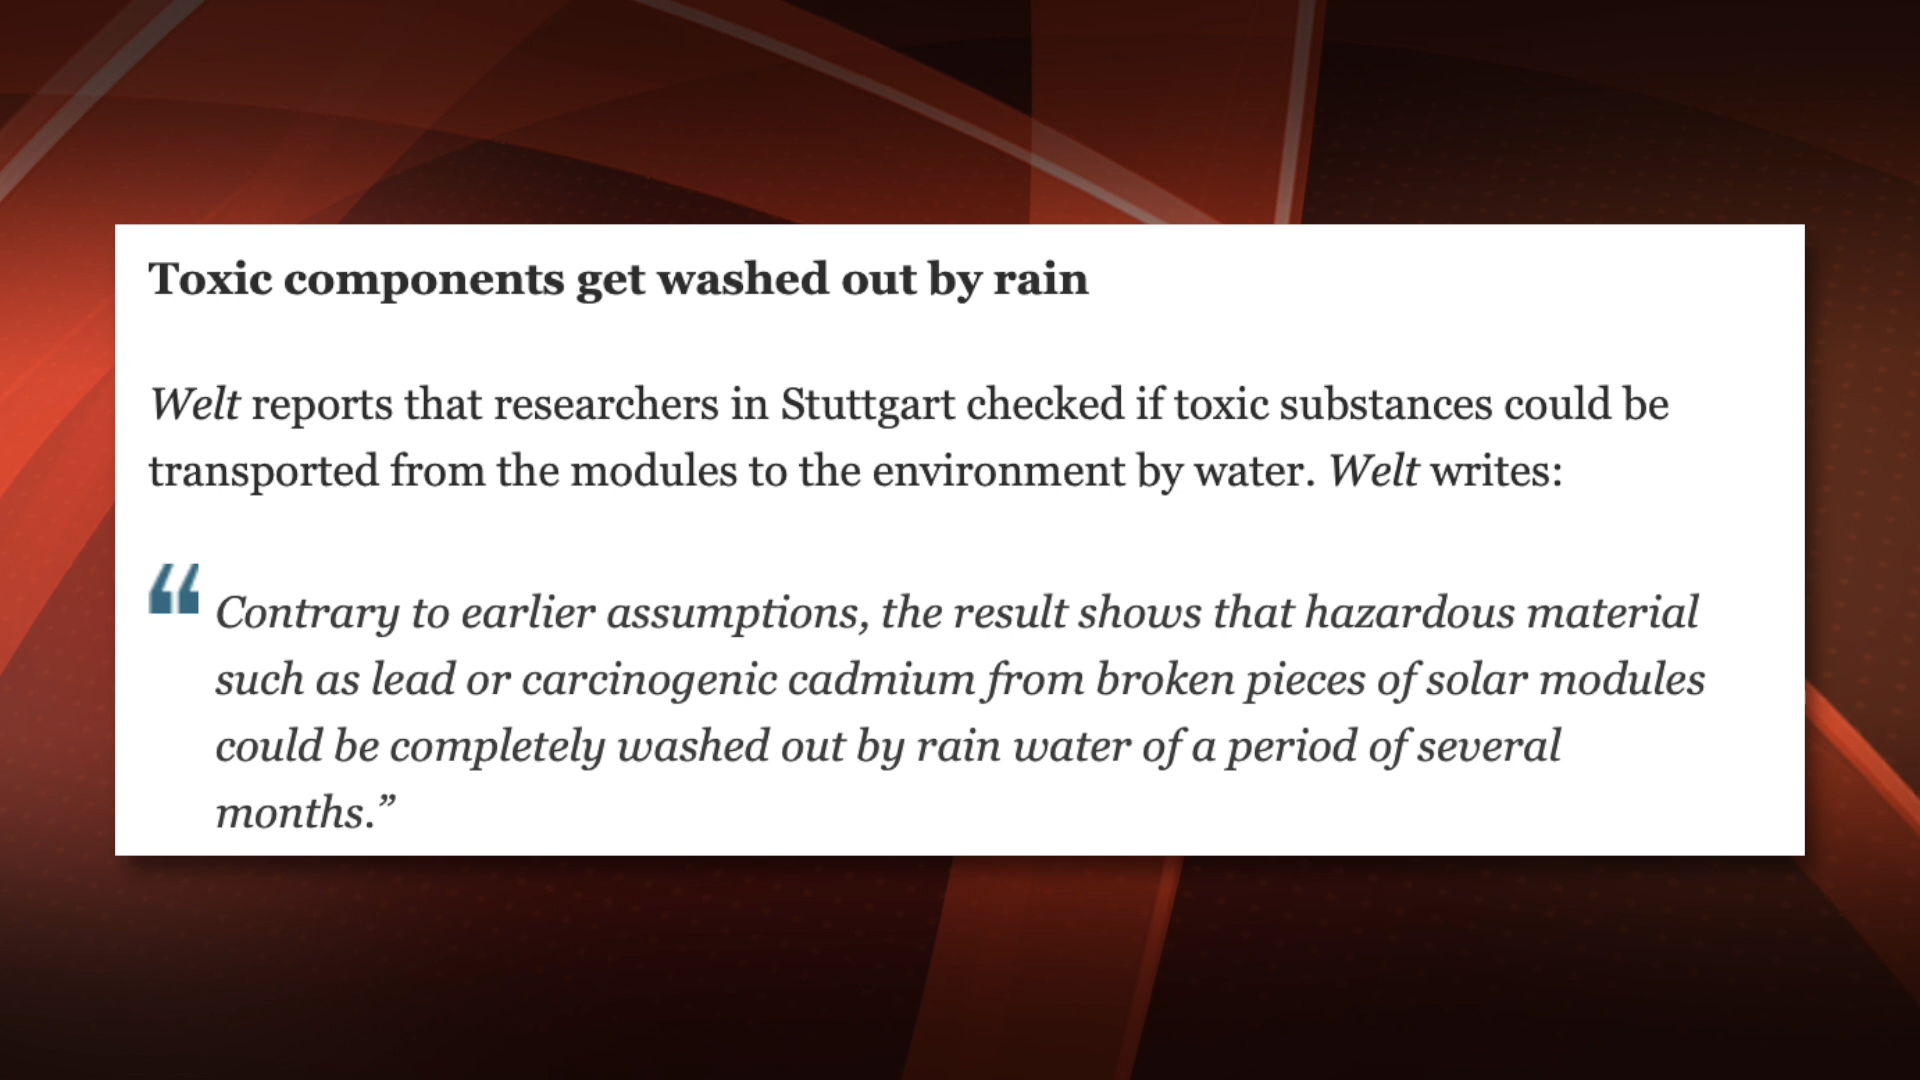 Toxic components get washed out by rain
Welt reports that researchers in Stuttgart checked if toxic substances could be
transported from the modules to the environment by water. Welt writes:
“ Contrary to earlier assumptions, the result shows that hazardous material
such as lead or carcinogenic cadmium from broken pieces of solar modules
could be completely washed out by rain water of a period of several
months.”